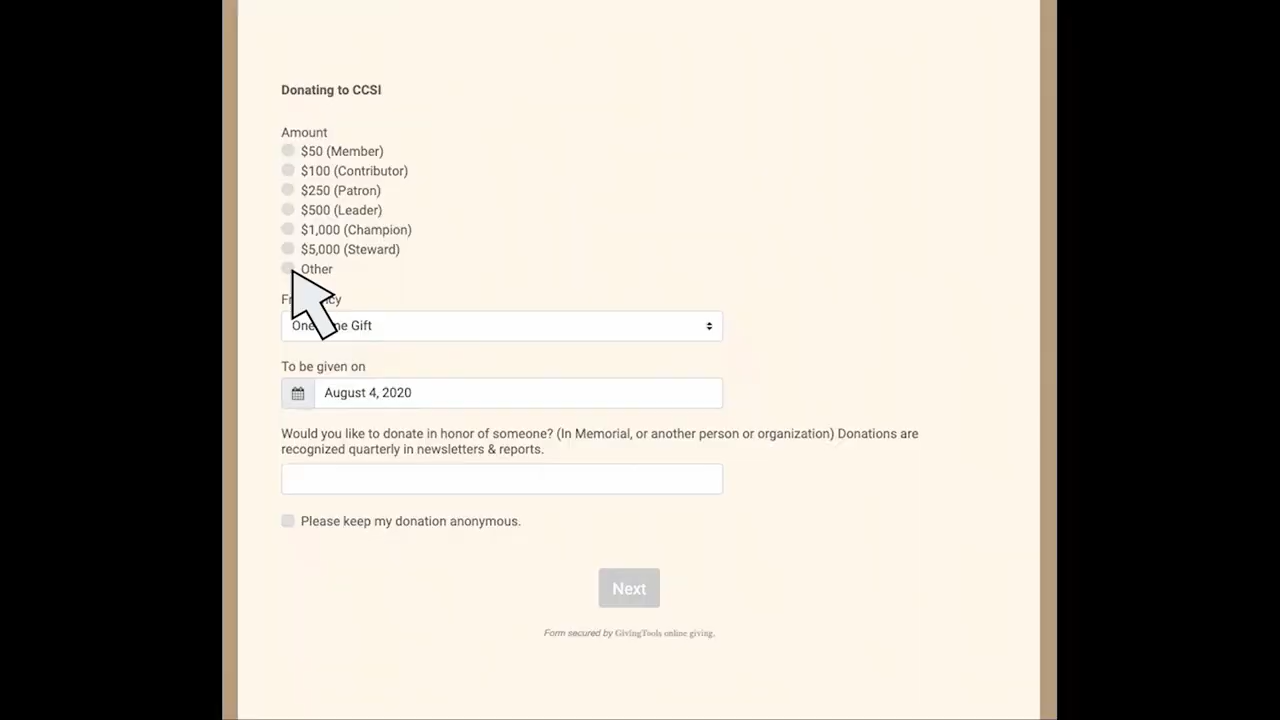 Donating to CCSI
Amount
$50 (Member)
$100 (Contributor)
$250 (Patron)
$500 (Leader)
$1,000 (Champion)
$5,000 (Steward)
Other
One Gift
To be given on
August 4, 2020
Would you like to donate in honor of someone? (In Memorial, or another person or organization) Donations are
recognized quarterly in newsletters & reports.
Please keep my donation anonymous.
Next
Form secured by GivingTools online giving.